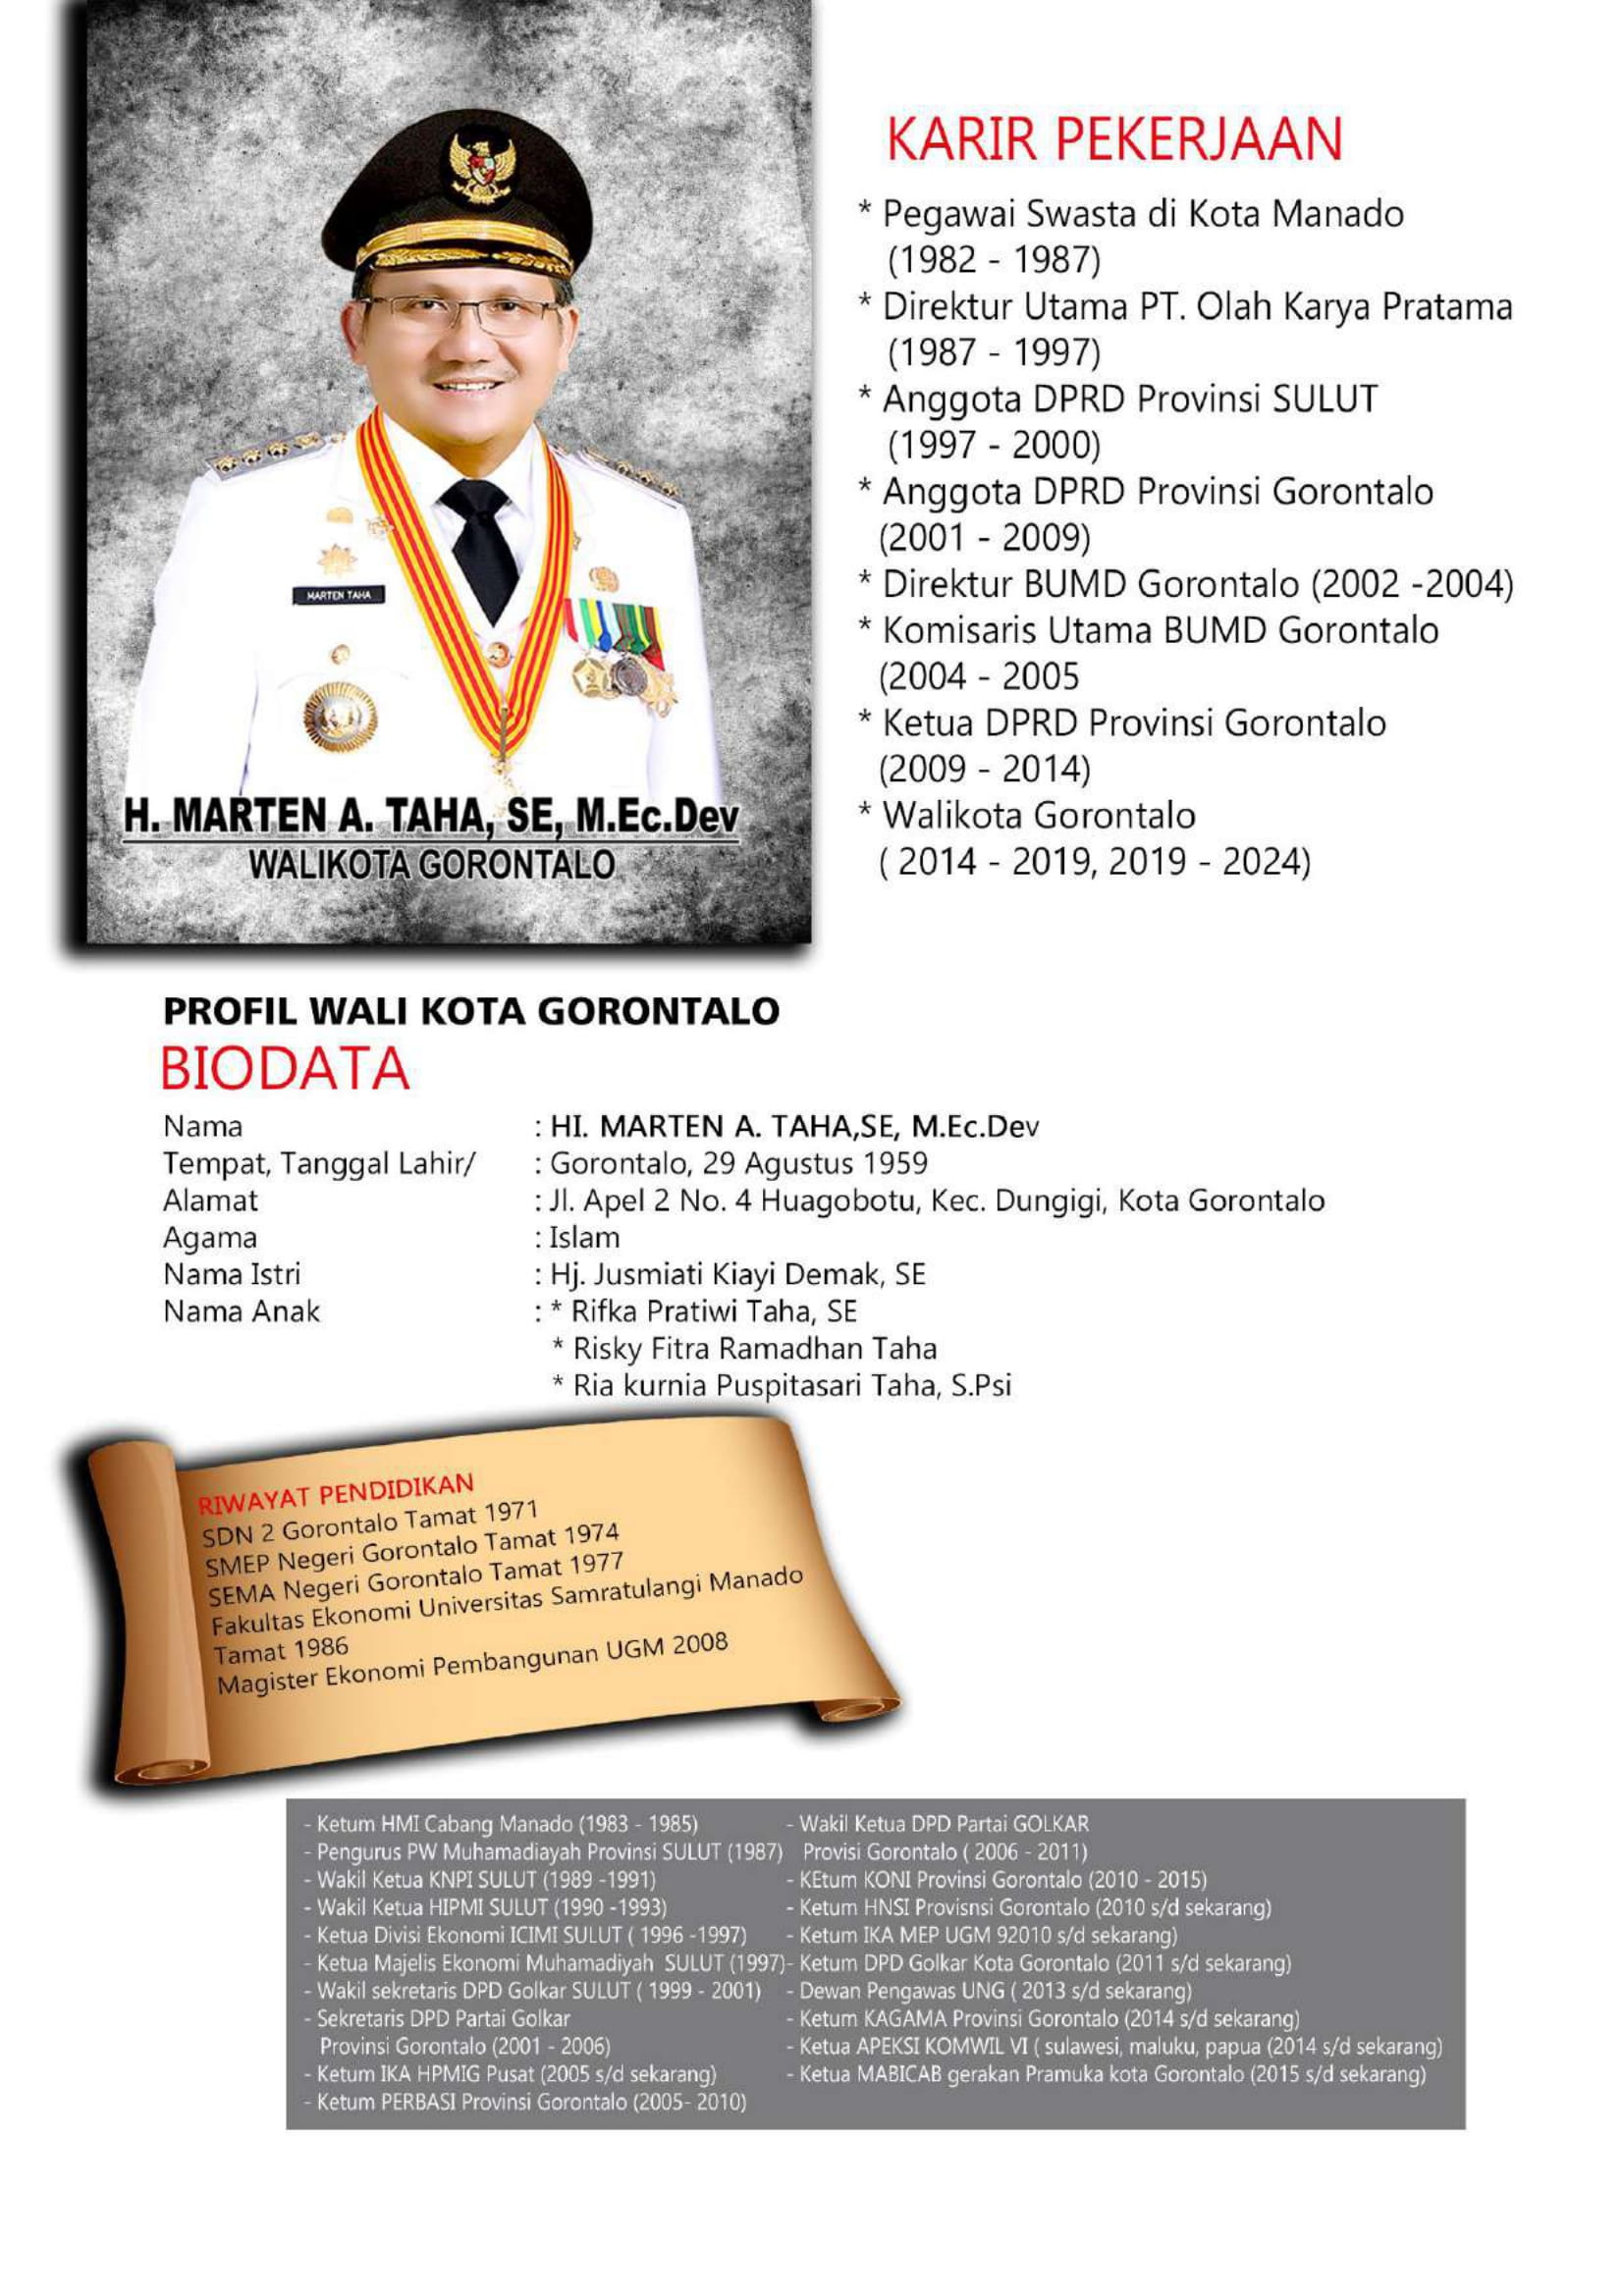 MARTEN TAHA
H. MARTEN A. TAHA, SE, M.Ec.Dev
WALIKOTA GORONTALO
KARIR PEKERJAAN
* Pegawai Swasta di Kota Manado
(1982 - 1987)
* Direktur Utama PT. Olah Karya Pratama
(1987 - 1997)
* Anggota DPRD Provinsi SULUT
(1997 - 2000)
* Anggota DPRD Provinsi Gorontalo
(2001 - 2009)
* Direktur BUMD Gorontalo (2002 -2004)
* Komisaris Utama BUMD Gorontalo
(2004 - 2005
* Ketua DPRD Provinsi Gorontalo
(2009 - 2014)
* Walikota Gorontalo
( 2014 - 2019, 2019 - 2024)
PROFIL WALI KOTA GORONTALO
BIODATA
Nama : HI. MARTEN A. TAHA,SE, M.Ec.Dev
Tempat, Tanggal Lahir/ : Gorontalo, 29 Agustus 1959
Alamat : Jl. Apel 2 No. 4 Huagobotu, Kec. Dungigi, Kota Gorontalo
Agama : Islam
Nama Istri : Hj. Jusmiati Kiayi Demak, SE
Nama Anak : * Rifka Pratiwi Taha, SE
* Risky Fitra Ramadhan Taha
* Ria kurnia Puspitasari Taha, S.Psi
RIWAYAT PENDIDIKAN
SDN 2 Gorontalo Tamat 1971
SMEP Negeri Gorontalo Tamat 1974
SEMA Negeri Gorontalo Tamat 1977
Fakultas Ekonomi Universitas Samratulangi Manado
Tamat 1986
Magister Ekonomi Pembangunan UGM 2008
- Ketum HMI Cabang Manado (1983 - 1985)
- Pengurus PW Muhamadiayah Provinsi SULUT (1987)
- Wakil Ketua KNPI SULUT (1989 -1991)
- Wakil Ketua HIPMI SULUT (1990 -1993)
- Ketua Divisi Ekonomi ICIMI SULUT ( 1996 -1997)
- Ketua Majelis Ekonomi Muhamadiyah SULUT (1997)
- Wakil sekretaris DPD Golkar SULUT ( 1999 - 2001)
- Sekretaris DPD Partai Golkar
Provinsi Gorontalo (2001 - 2006)
- Ketum IKA HPMIG Pusat (2005 s/d sekarang)
- Ketum PERBASI Provinsi Gorontalo (2005- 2010)
- Wakil Ketua DPD Partai GOLKAR
Provisi Gorontalo ( 2006 - 2011)
- KEtum KONI Provinsi Gorontalo (2010 - 2015)
- Ketum HNSI Provisnsi Gorontalo (2010 s/d sekarang)
- Ketum IKA MEP UGM 92010 s/d sekarang)
- Ketum DPD Golkar Kota Gorontalo (2011 s/d sekarang)
- Dewan Pengawas UNG ( 2013 s/d sekarang)
- Ketum KAGAMA Provinsi Gorontalo (2014 s/d sekarang)
- Ketua APEKSI KOMWIL VI ( sulawesi, maluku, papua (2014 s/d sekarang)
- Ketua MABICAB gerakan Pramuka kota Gorontalo (2015 s/d sekarang)